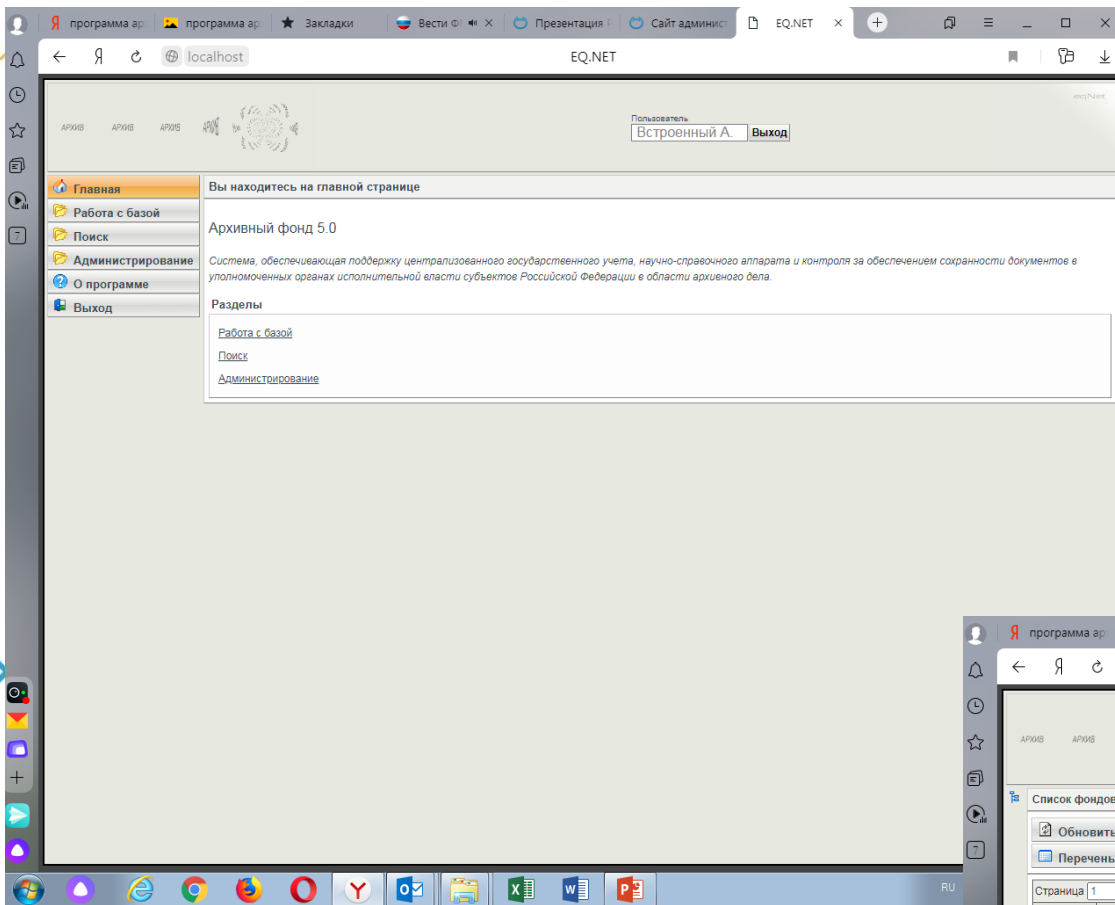 программа ар
программа ар
Закладки
Вести Ф
Презентация Р
Сайт админист
EQ.NET
localhost
EQ.NET
АРХИВ АРХИВ АРХИВ АРХИВ
Пользователь
Встроенный А. Выход
Главная
Работа с базой
Поиск
Администрирование
О программе
Выход
Вы находитесь на главной странице
Архивный фонд 5.0
Система, обеспечивающая поддержку централизованного государственного учета, научно-справочного аппарата и контроля за обеспечением сохранности документов в
уполномоченных органах исполнительной власти субъектов Российской Федерации в области архивного дела.
Разделы
Работа с базой
Поиск
Администрирование
7
программа ар
АРХИВ АРХИВ
Список фондов
Обновить
Перечень
Страница 1
7
RU